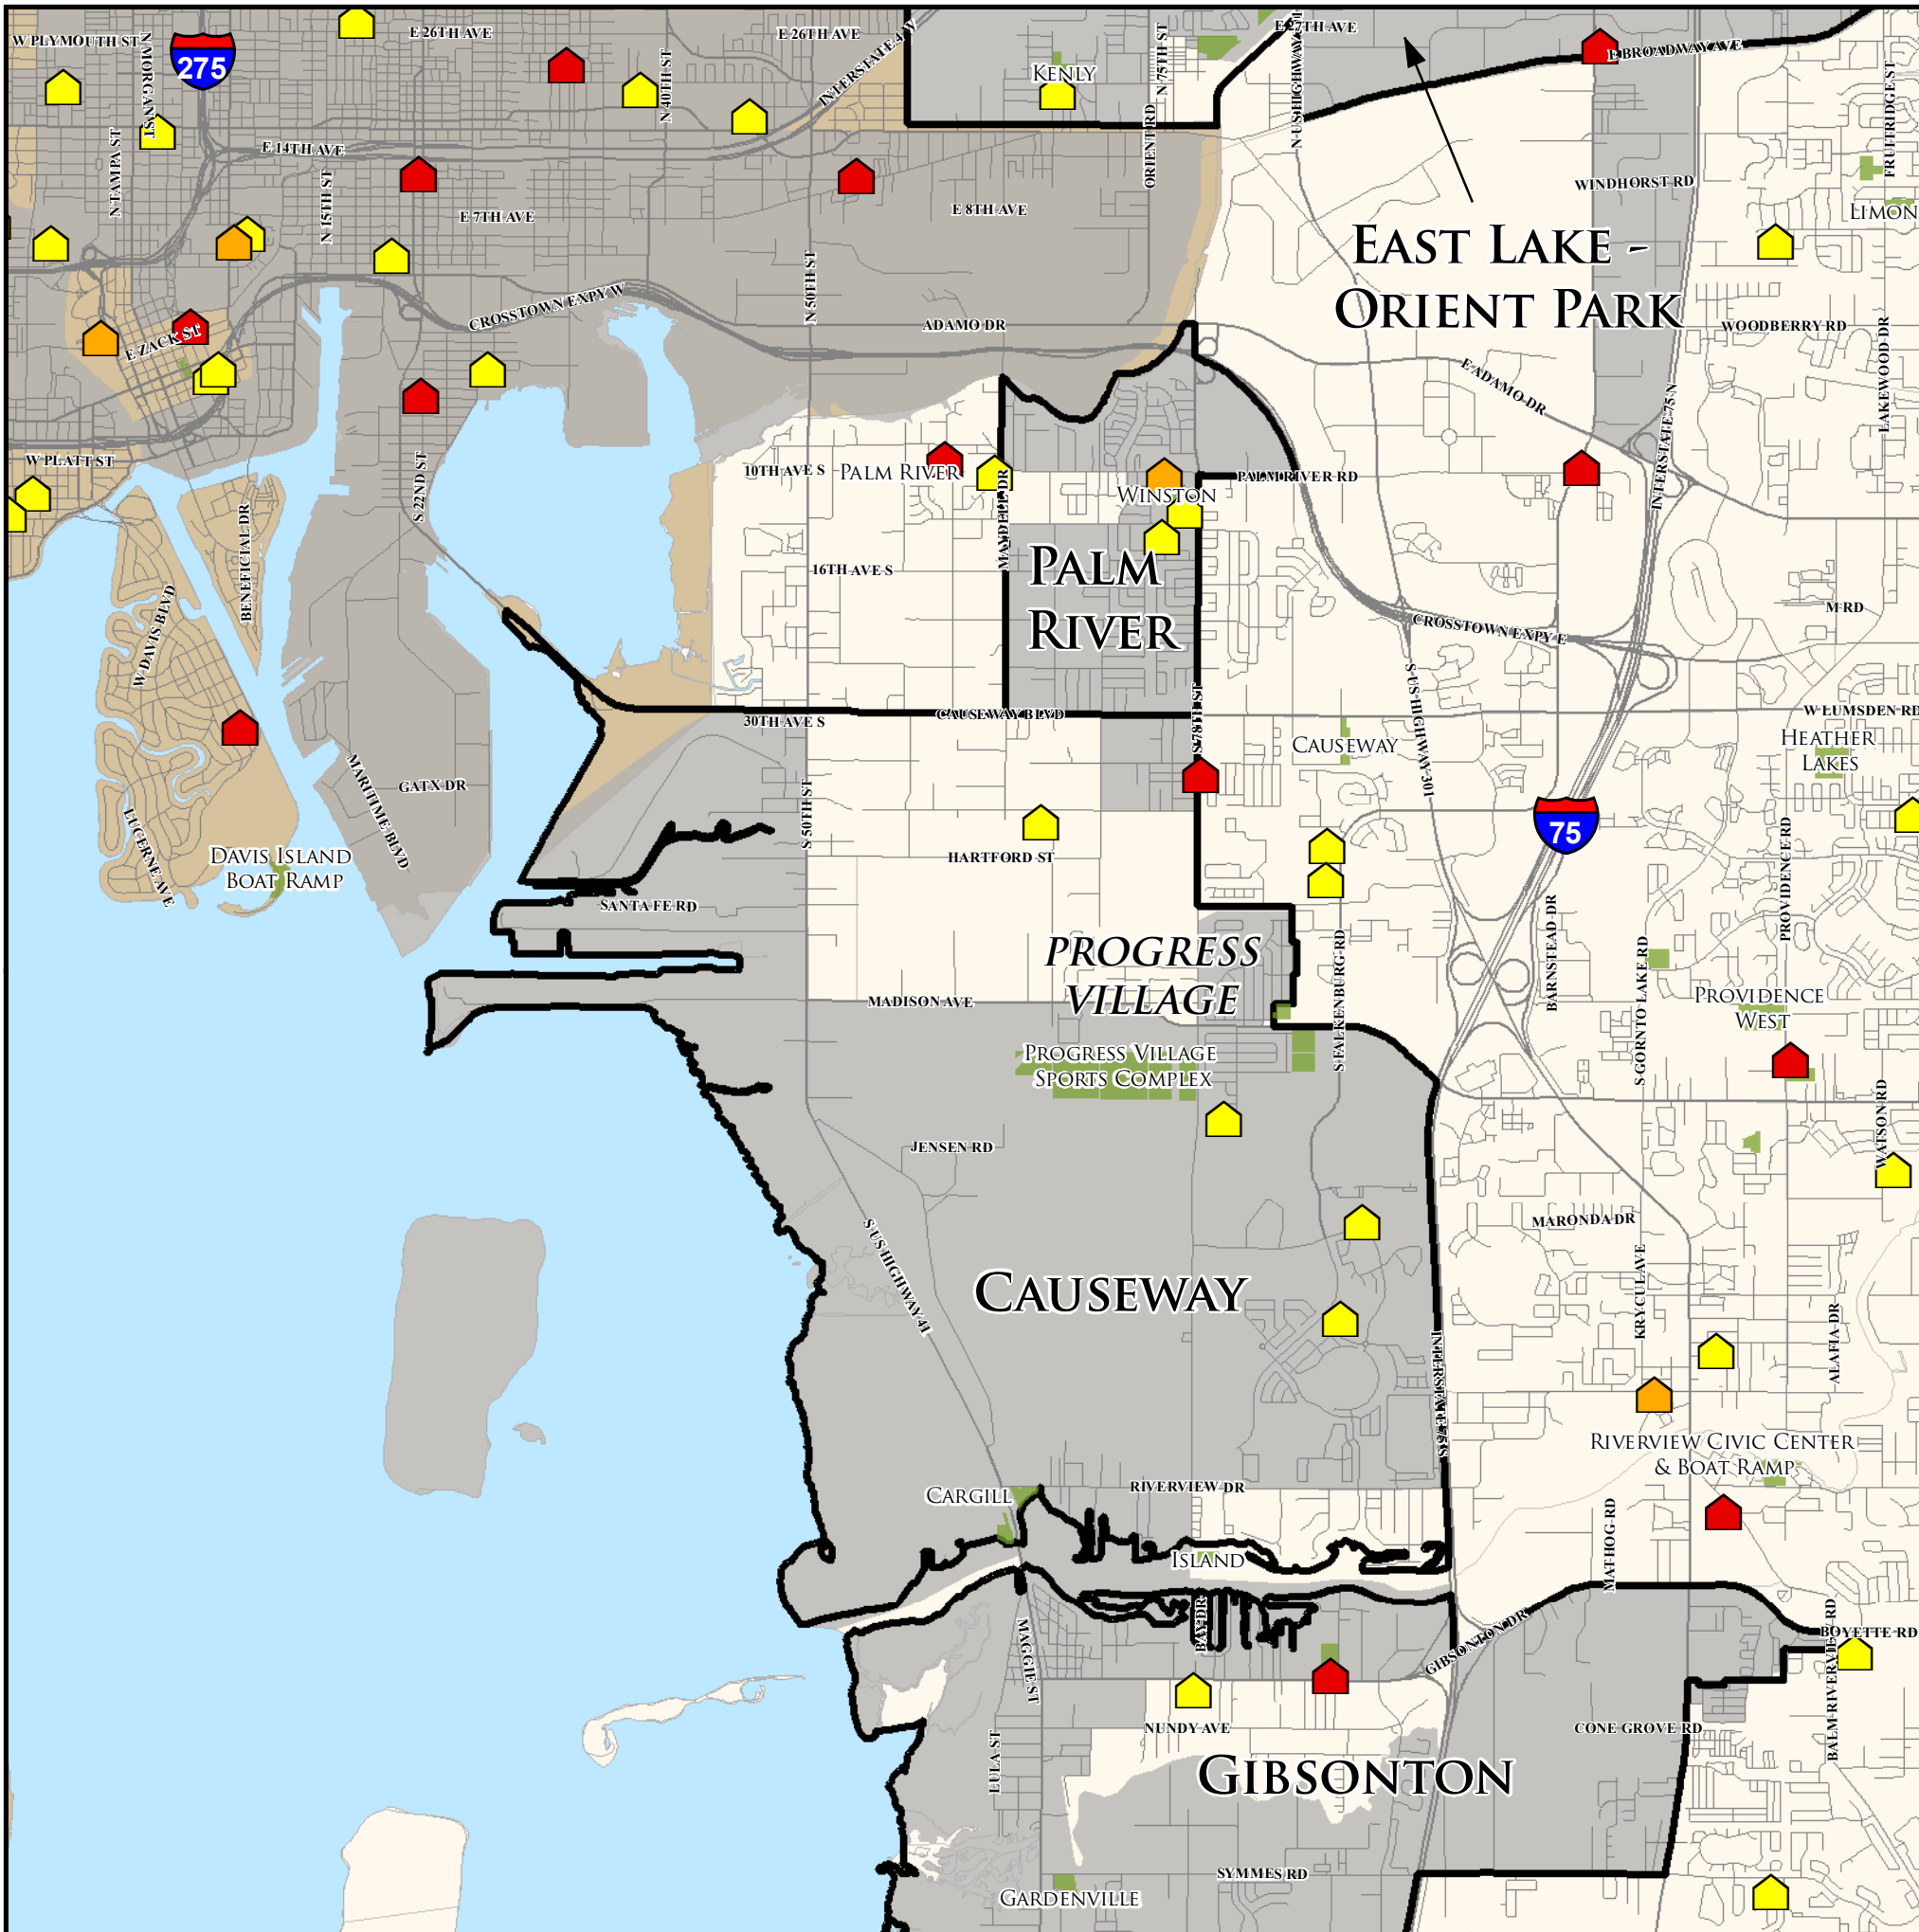 W PLYMOUTH ST
N MORGAN ST
275
E 26TH AVE
N 40TH ST
E 26TH AVE
INTERSTATE 4 W
KENLY
N 75TH ST
E 27TH AVE
N US HIGHWAY
E BROADWAY AVE
FRUITRIDGE ST
N TAMPA ST
E 14TH AVE
N 15TH ST
E 7TH AVE
ORIENT RD
E 8TH AVE
WINDHORST RD
LIMON
EAST LAKE -
ORIENT PARK
N 50TH ST
CROSSTOWN EXPY W
ADAMO DR
E ZACK ST
WOODBERRY RD
LAKEWOOD DR
E ADAMO DR
INTERSTATE 75 N
W PLATT ST
S 22ND ST
10TH AVE S
PALM RIVER
MAYDELL DR
WINSTON
PALM RIVER RD
BENEFICIAL DR
16TH AVE S
PALM
RIVER
W DAVIS BLVD
M RD
CROSSTOWN EXPY E
S US HIGHWAY 301
30TH AVE S
CAUSEWAY BLVD
S 78TH ST
W LUMSDEN RD
CAUSEWAY
HEATHER
LAKES
MARITIME BLVD
GATX DR
S 50TH ST
75
LUCERNE AVE
DAVIS ISLAND
BOAT RAMP
HARTFORD ST
PROVIDENCE RD
SANTA FE RD
PROGRESS
VILLAGE
S FALKENBURG RD
BARNSTEAD DR
S GORNTO LAKE RD
MADISON AVE
PROVIDENCE
WEST
PROGRESS VILLAGE
SPORTS COMPLEX
WATSON RD
JENSEN RD
MARONDA DR
S US HIGHWAY 41
CAUSEWAY
KRYCUL AVE
ALAFIA DR
INTERSTATE 75 S
RIVERVIEW CIVIC CENTER
& BOAT RAMP
CARGILL
RIVERVIEW DR
ISLAND
MATHOG RD
MAGGIE ST
BAY DR
GIBSONTON DR
BOYETTE RD
BALM RIVERVIEW RD
NUNDY AVE
CONE GROVE RD
LULA ST
GIBSONTON
SYMMES RD
GARDENVILLE